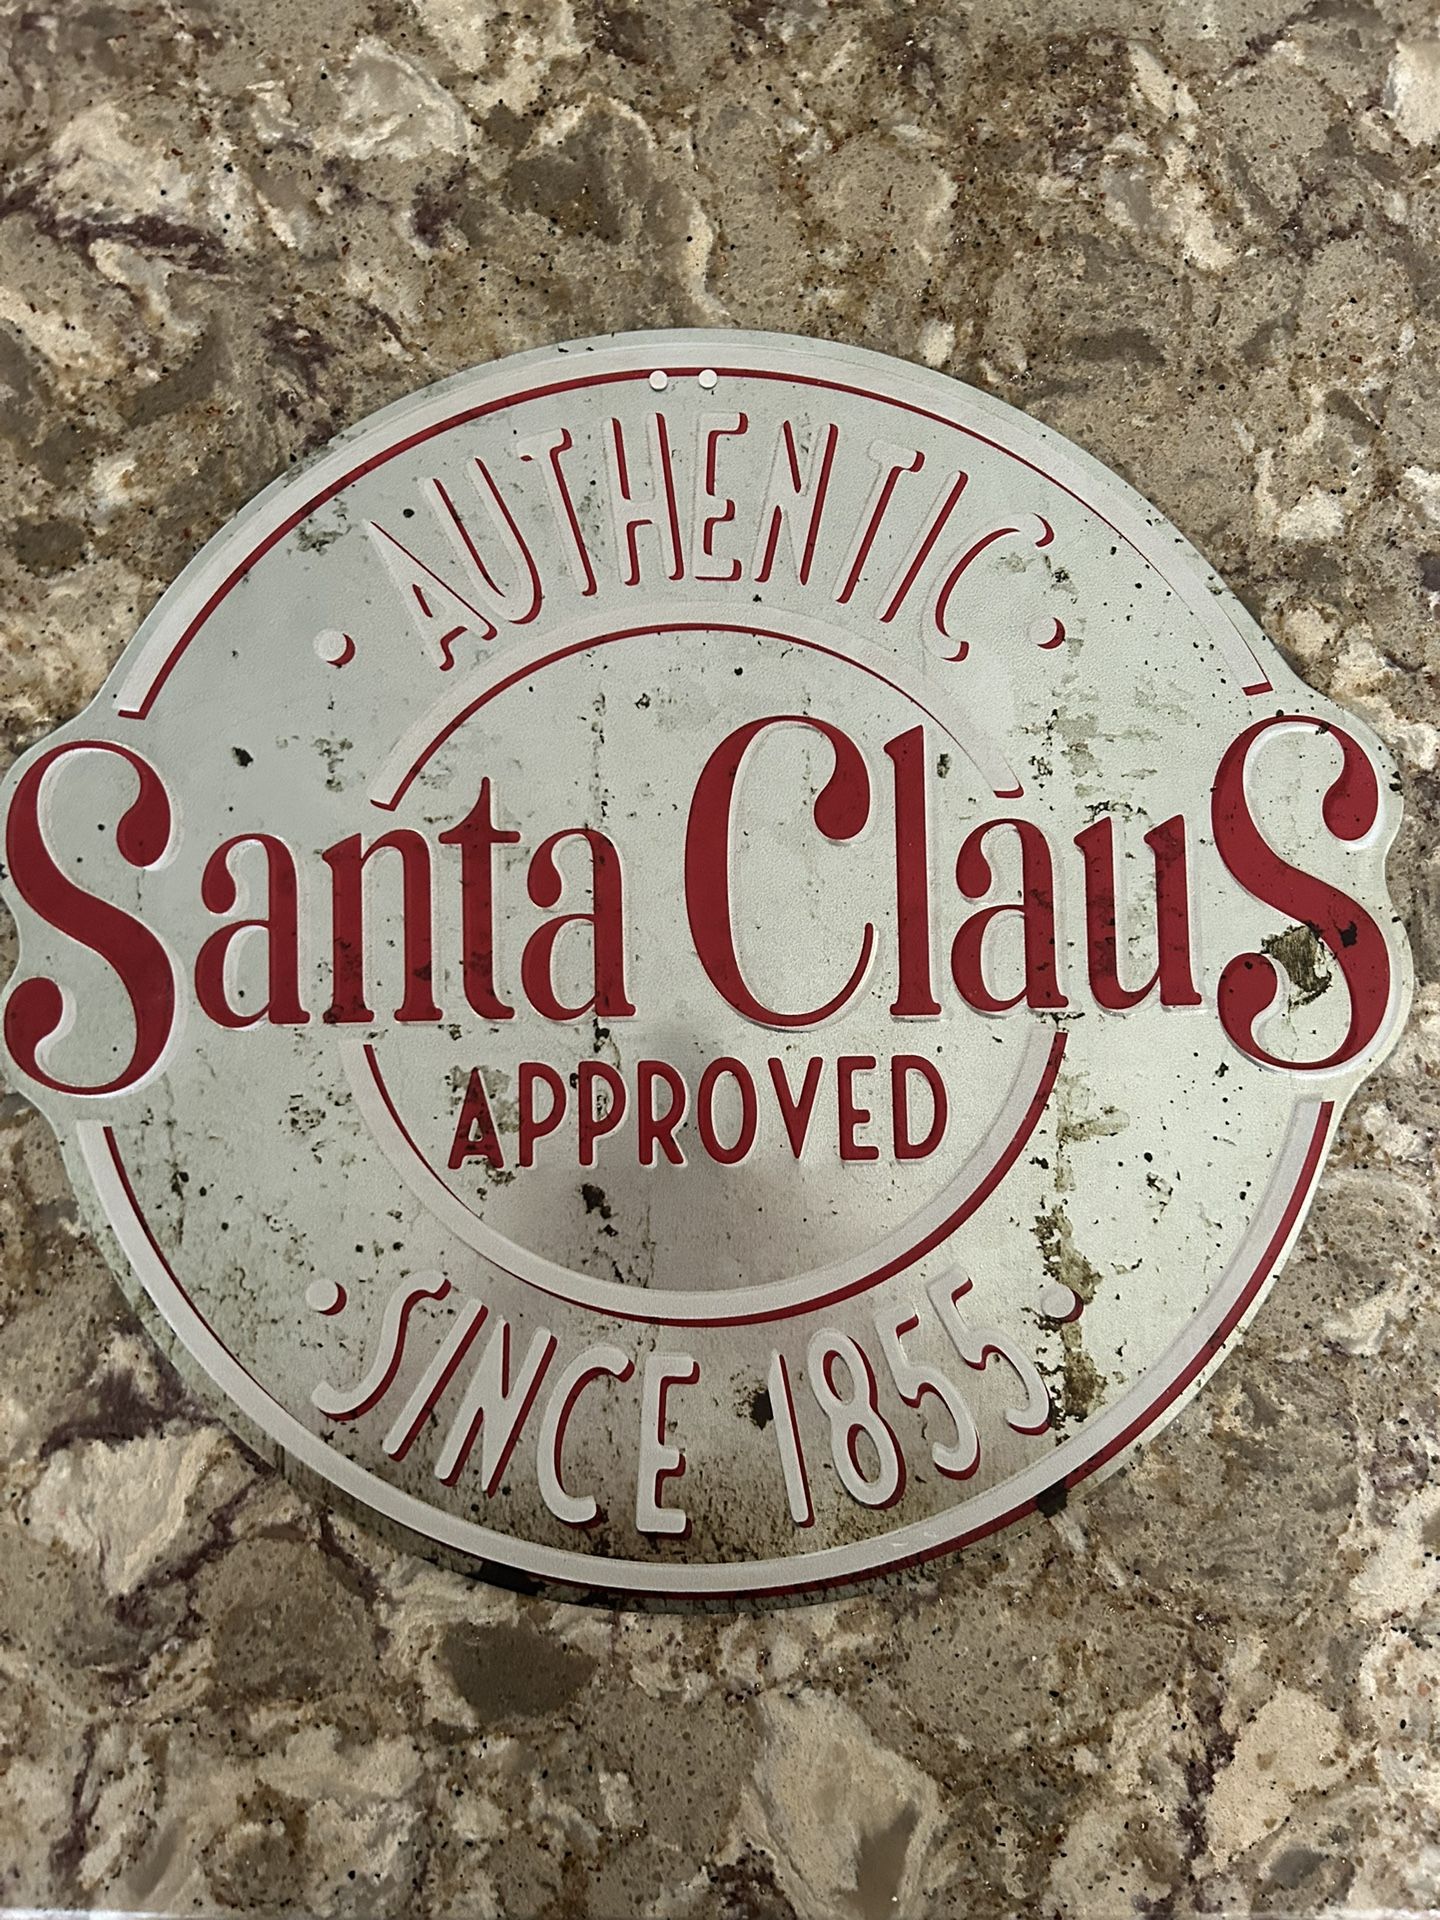 • AUTHENTIC •
Santa Claus
APPROVED
• SINCE 1855 •